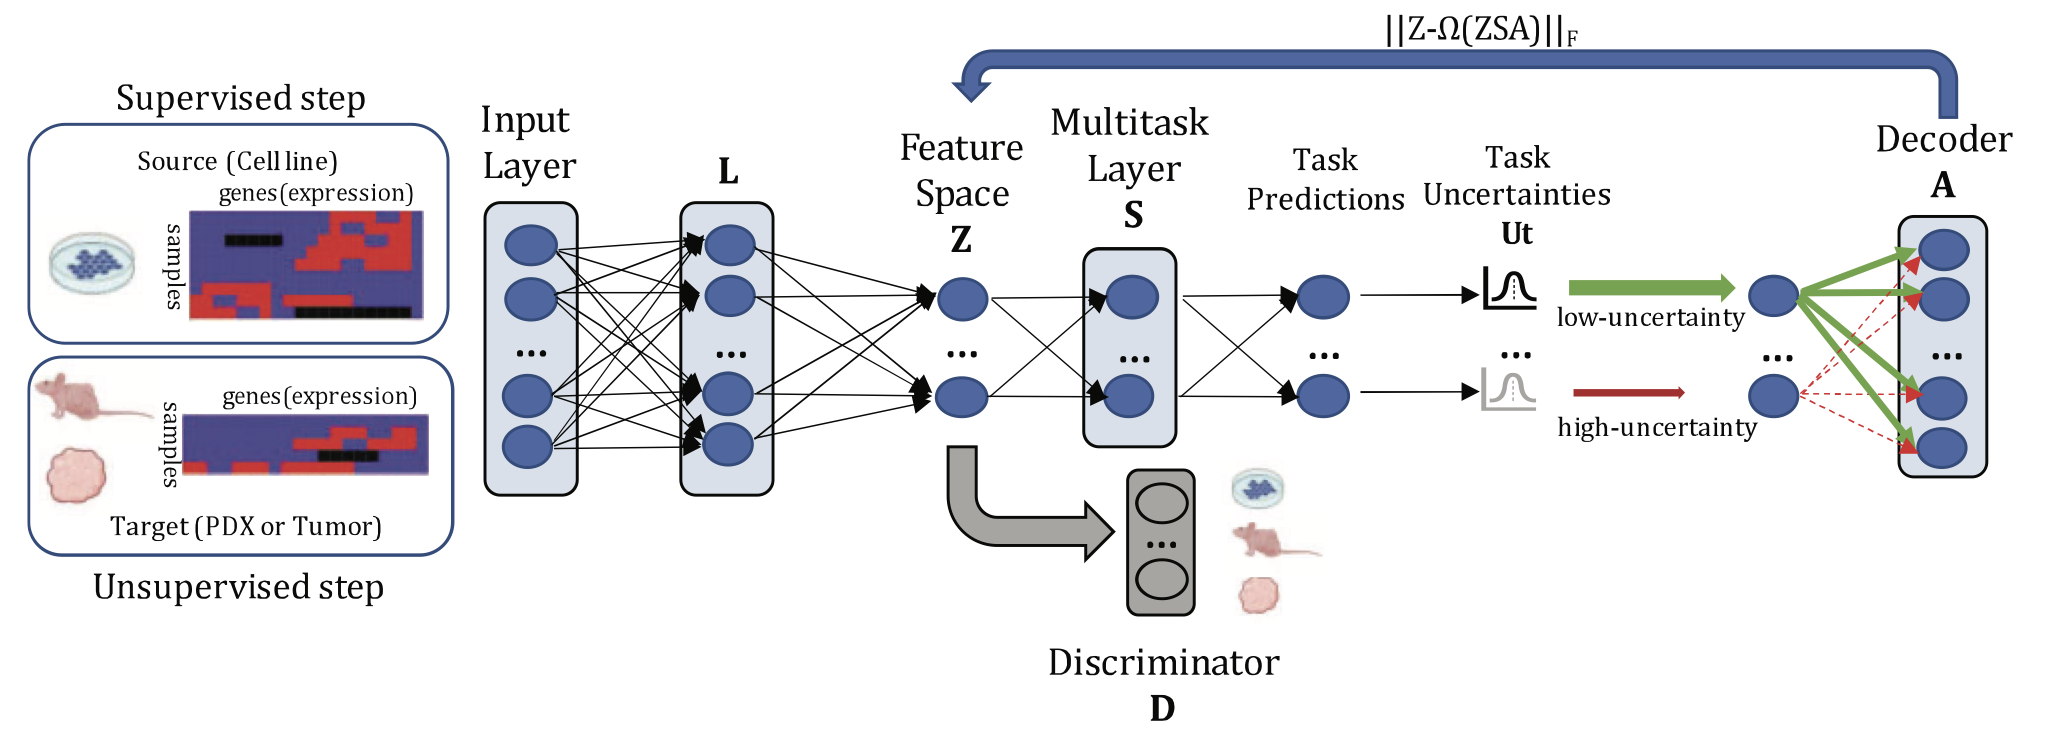 ||Z-Ω(ZSA)||F
Supervised step
Source (Cell line)
genes(expression)
samples
genes(expression)
samples
Target (PDX or Tumor)
Unsupervised step
Input
Layer
...
L
...
Feature
Space
Z
...
Multitask
Layer
S
...
Task
Predictions
...
Task
Uncertainties
Ut
...
low-uncertainty
high-uncertainty
...
Decoder
A
...
...
Discriminator
D